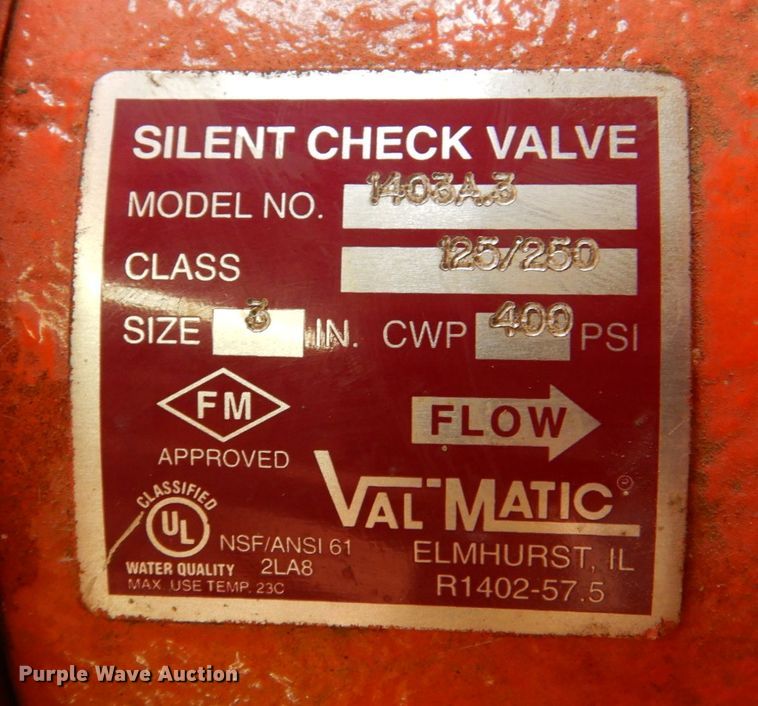 SILENT CHECK VALVE
MODEL NO. 1403A.3
CLASS 125/250
SIZE 3 IN. CWP 400 PSI
FM
APPROVED
FLOW
CLASSIFIED
UL
WATER QUALITY
MAX. USE TEMP. 23C
NSF/ANSI 61
2LA8
VAL-MATIC®
ELMHURST, IL
R1402-57.5
Purple Wave Auction